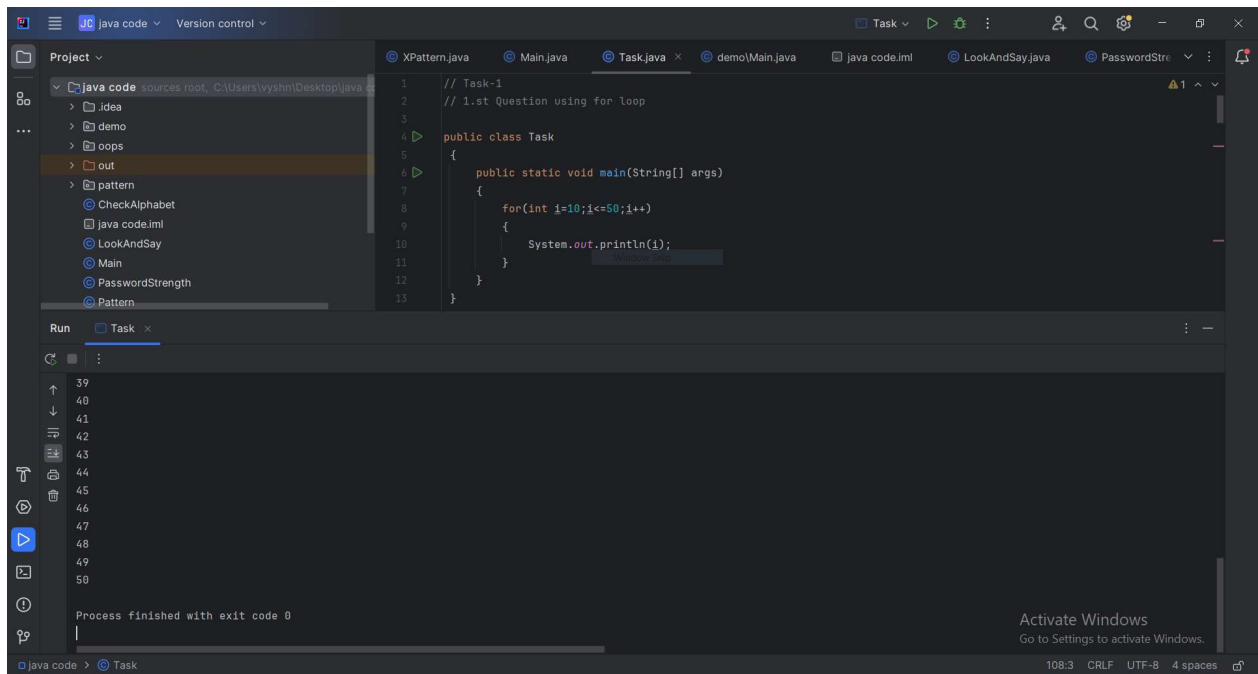 JC java code Version control Task
Project
XPattern.java Main.java Task.java demo\Main.java java code.iml LookAndSay.java PasswordStre
java code sources root, C:\Users\vyshn\Desktop\java co
.idea
demo
oops
out
pattern
CheckAlphabet
java code.iml
LookAndSay
Main
PasswordStrength
Pattern
1 // Task-1
2 // 1.st Question using for loop
3
4 public class Task
5 {
6 public static void main(String[] args)
7 {
8 for(int i=10;i<=50;i++)
9 {
10 System.out.println(i);
11 }
12 }
13 }
1
Window Snip
Run Task
39
40
41
42
43
44
45
46
47
48
49
50
Process finished with exit code 0
Activate Windows
Go to Settings to activate Windows.
java code > Task
108:3 CRLF UTF-8 4 spaces